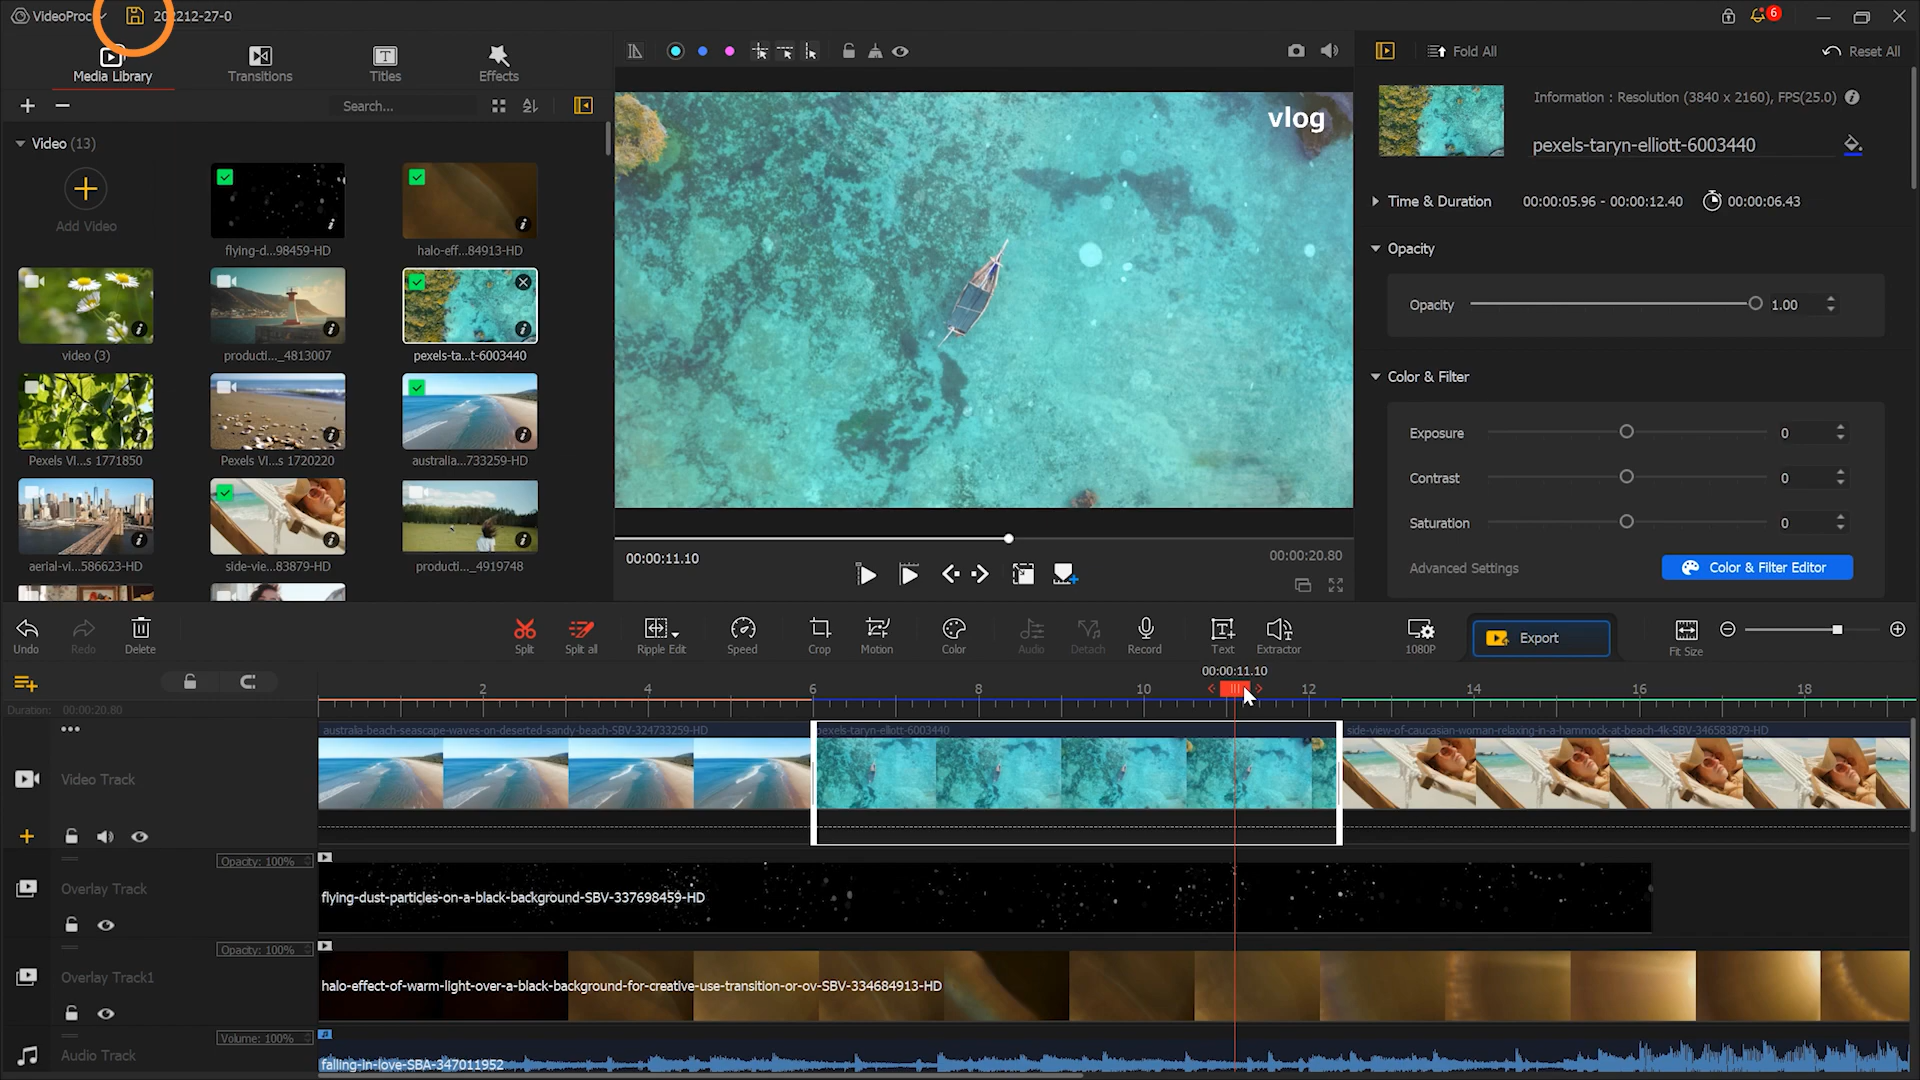 VideoProc
202212-27-0
6
Media Library
Transitions
Titles
Effects
Fold All
Reset All
Search...
Information : Resolution (3840 x 2160), FPS(25.0)
vlog
pexels-taryn-elliott-6003440
Video (13)
Time & Duration
00:00:05.96 - 00:00:12.40
00:00:06.43
Add Video
flying-d...98459-HD
halo-eff...84913-HD
Opacity
Opacity
1.00
video (3)
producti..._4813007
pexels-ta...t-6003440
Color & Filter
Exposure
0
Contrast
0
Pexels VI...s 1771850
Pexels VI...s 1720220
australia...733259-HD
Saturation
0
aerial-vi...586623-HD
side-vie...83879-HD
producti..._4919748
Advanced Settings
Color & Filter Editor
00:00:11.10
00:00:20.80
Undo
Redo
Delete
Split
Split all
Ripple Edit
Speed
Crop
Motion
Color
Audio
Detach
Record
Text
Extractor
1080P
Export
Fit Size
00:00:11.10
2
4
6
8
10
12
14
16
18
Duration: 00:00:20.80
australia-beach-seascape-waves-on-deserted-sandy-beach-SBV-324733259-HD
pexels-taryn-elliott-6003440
side-view-of-caucasian-woman-relaxing-in-a-hammock-at-beach-4k-SBV-346583879-HD
Video Track
Opacity: 100%
Overlay Track
flying-dust-particles-on-a-black-background-SBV-337698459-HD
Opacity: 100%
Overlay Track1
halo-effect-of-warm-light-over-a-black-background-for-creative-use-transition-or-ov-SBV-334684913-HD
Volume: 100%
Audio Track
falling-in-love-SBA-347011952